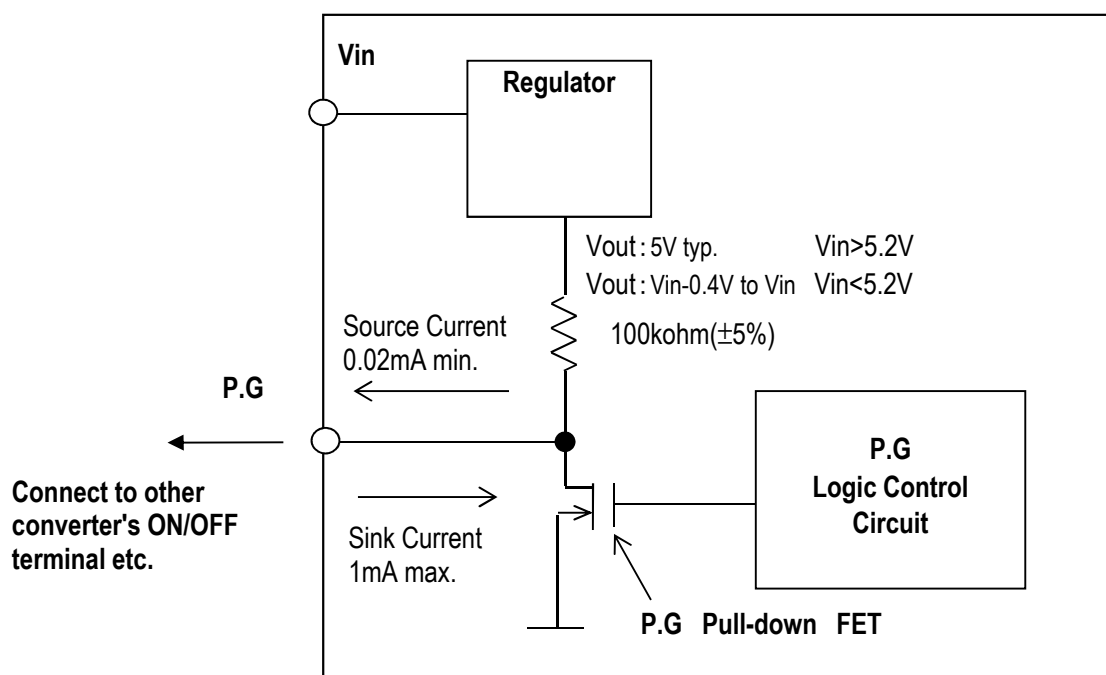 Vin
Regulator
Vout : 5V typ. Vin>5.2V
Vout : Vin-0.4V to Vin Vin<5.2V
100kohm(±5%)
Source Current
0.02mA min.
P.G
P.G
Logic Control
Circuit
Connect to other
converter's ON/OFF
terminal etc.
Sink Current
1mA max.
P.G Pull-down FET